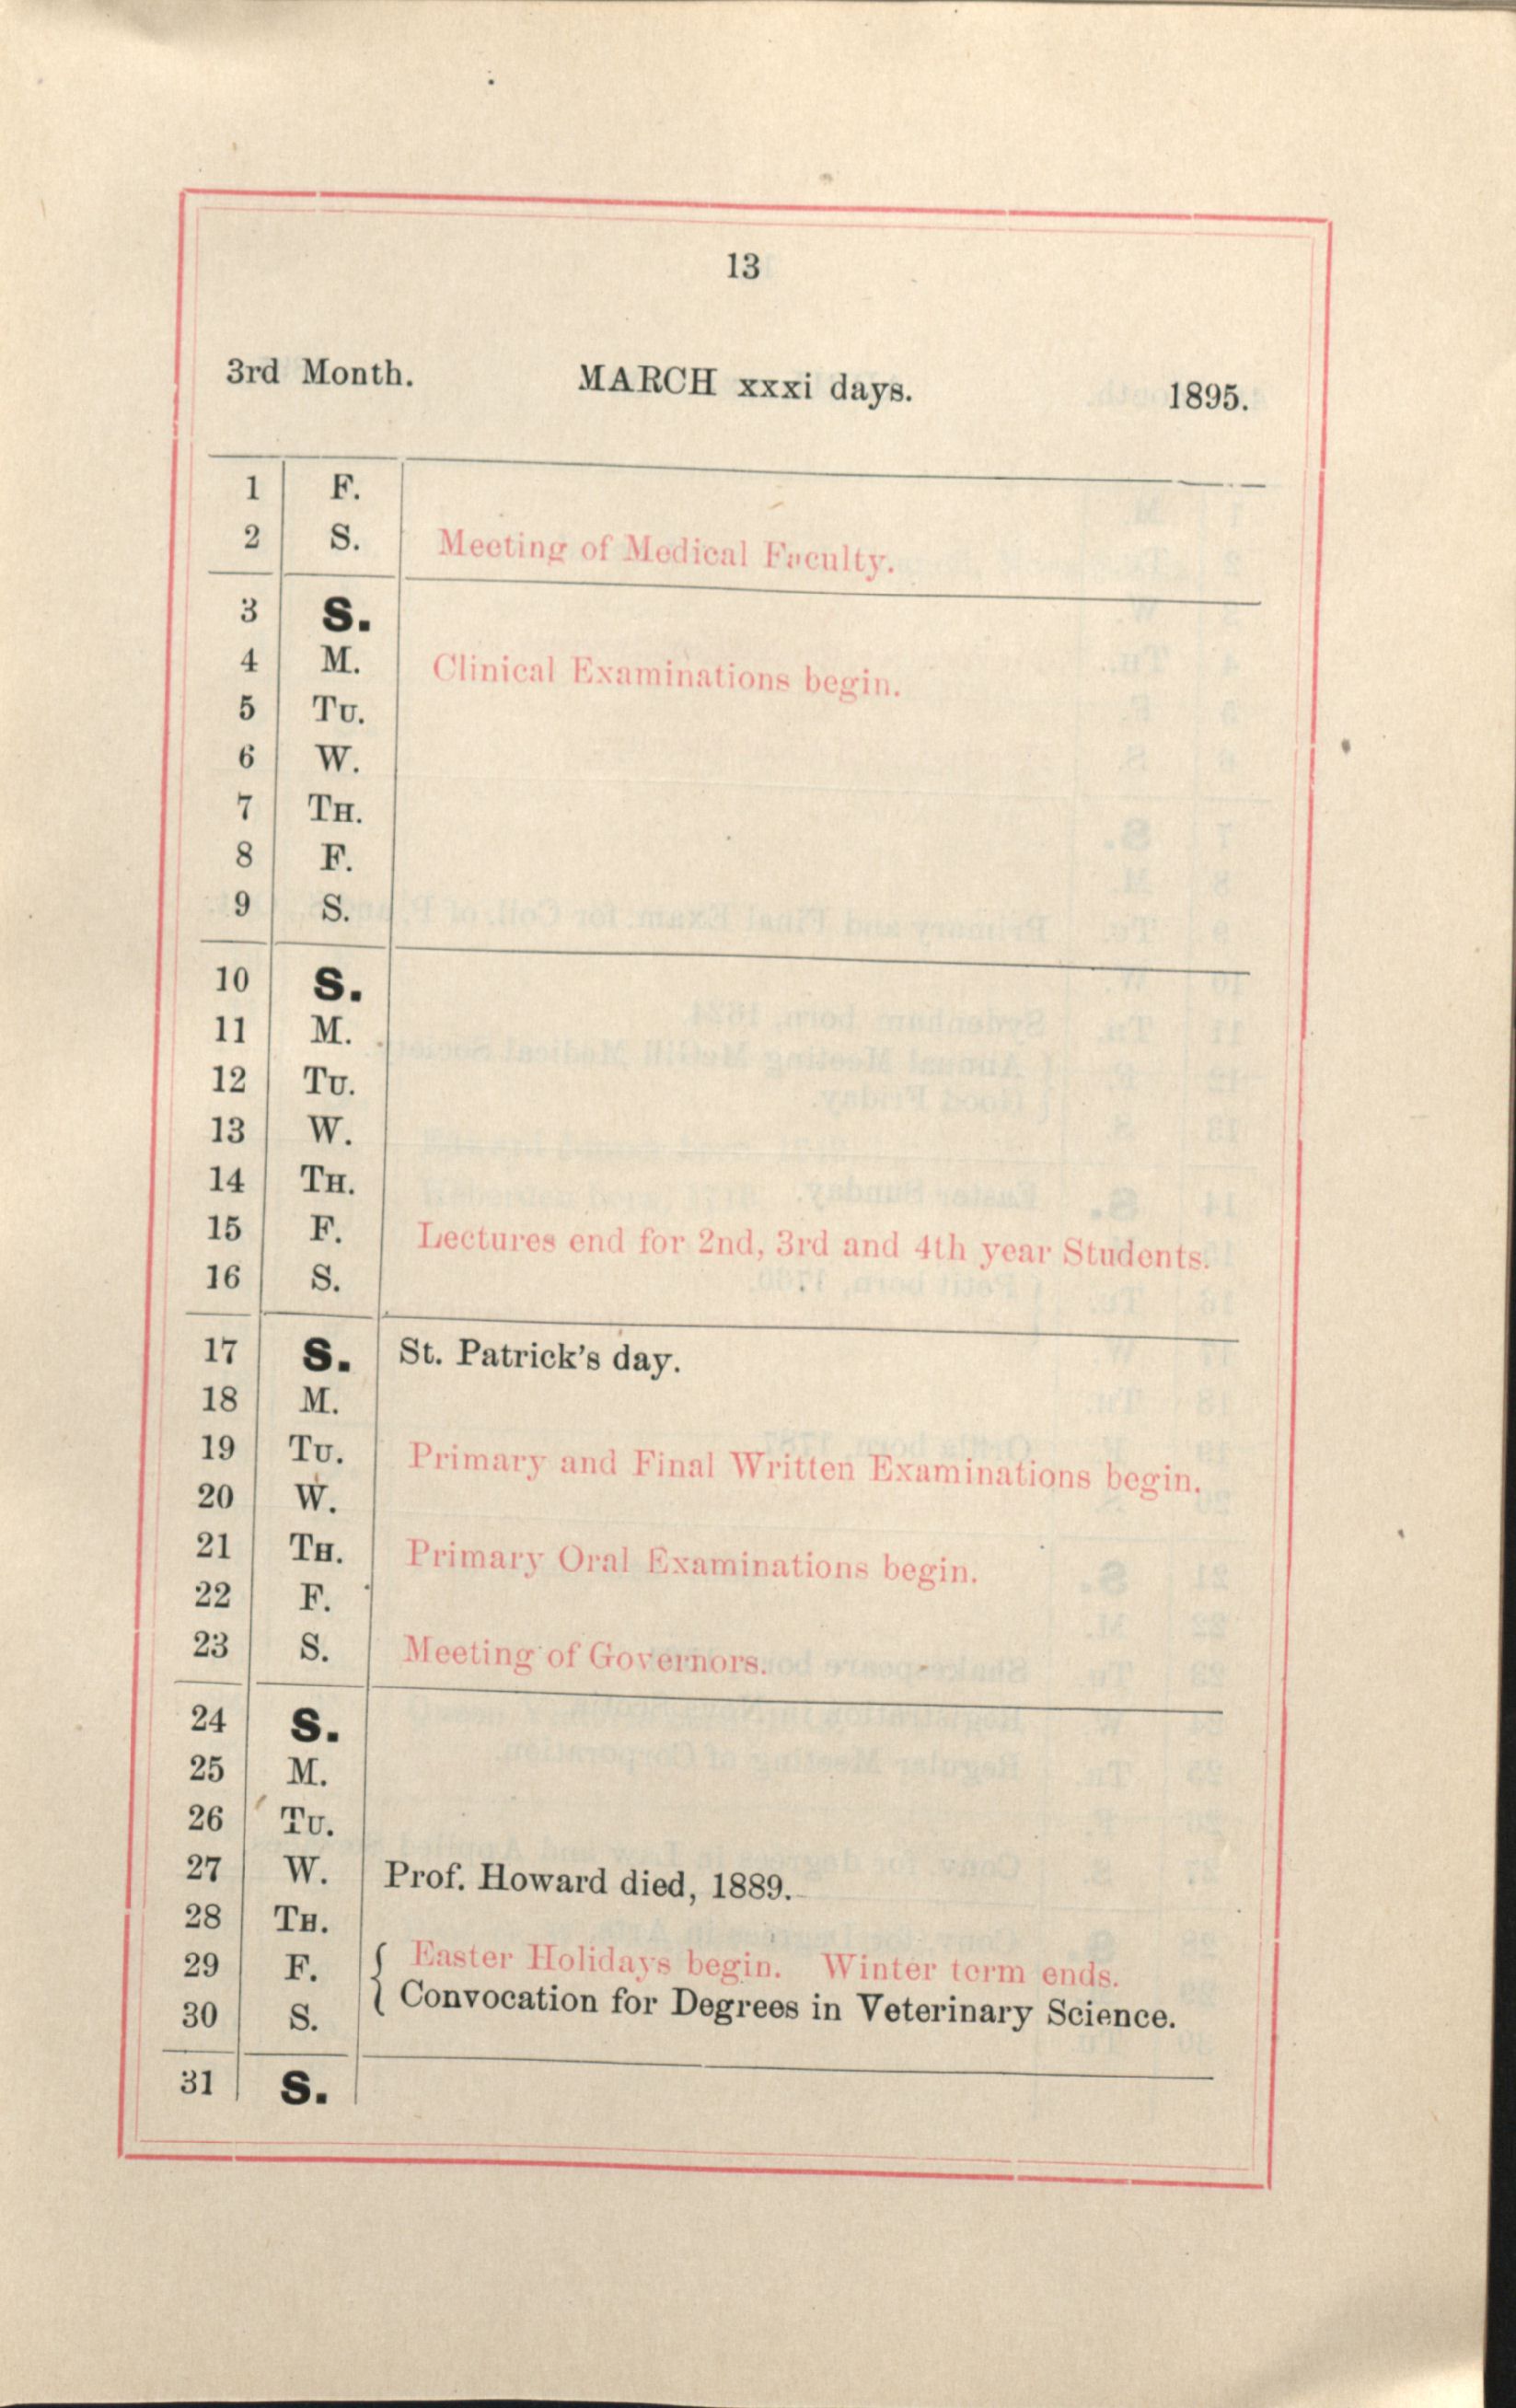 13
3rd Month. MARCH xxxi days. 1895.
1 F.
2 S. Meeting of Medical Faculty.
3 S.
4 M. Clinical Examinations begin.
5 Tu.
6 W.
7 Th.
8 F.
9 S.
10 S.
11 M.
12 Tu.
13 W.
14 Th.
15 F. Lectures end for 2nd, 3rd and 4th year Students.
16 S.
17 S. St. Patrick's day.
18 M.
19 Tu. Primary and Final Written Examinations begin.
20 W.
21 Th. Primary Oral Examinations begin.
22 F.
23 S. Meeting of Governors.
24 S.
25 M.
26 Tu.
27 W. Prof. Howard died, 1889.
28 Th.
29 F. Easter Holidays begin. Winter term ends.
Convocation for Degrees in Veterinary Science.
30 S.
31 S.